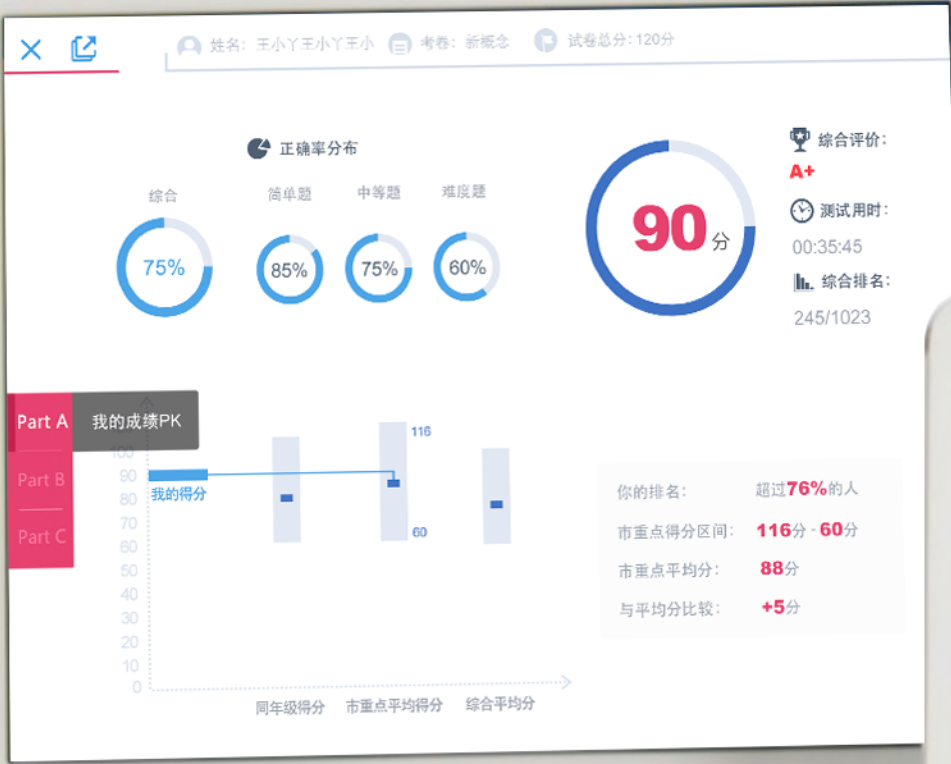 姓名：王小丫王小丫王小
考卷：新概念
试卷总分：120分
正确率分布
综合
简单题
中等题
难度题
75%
85%
75%
60%
90分
综合评价：
A+
测试用时：
00:35:45
综合排名：
245/1023
Part A
我的成绩PK
Part B
Part C
100
90
80
70
60
50
40
30
20
10
0
我的得分
116
60
同年级得分
市重点平均得分
综合平均分
你的排名：
超过76%的人
市重点得分区间：
116分-60分
市重点平均分：
88分
与平均分比较：
+5分